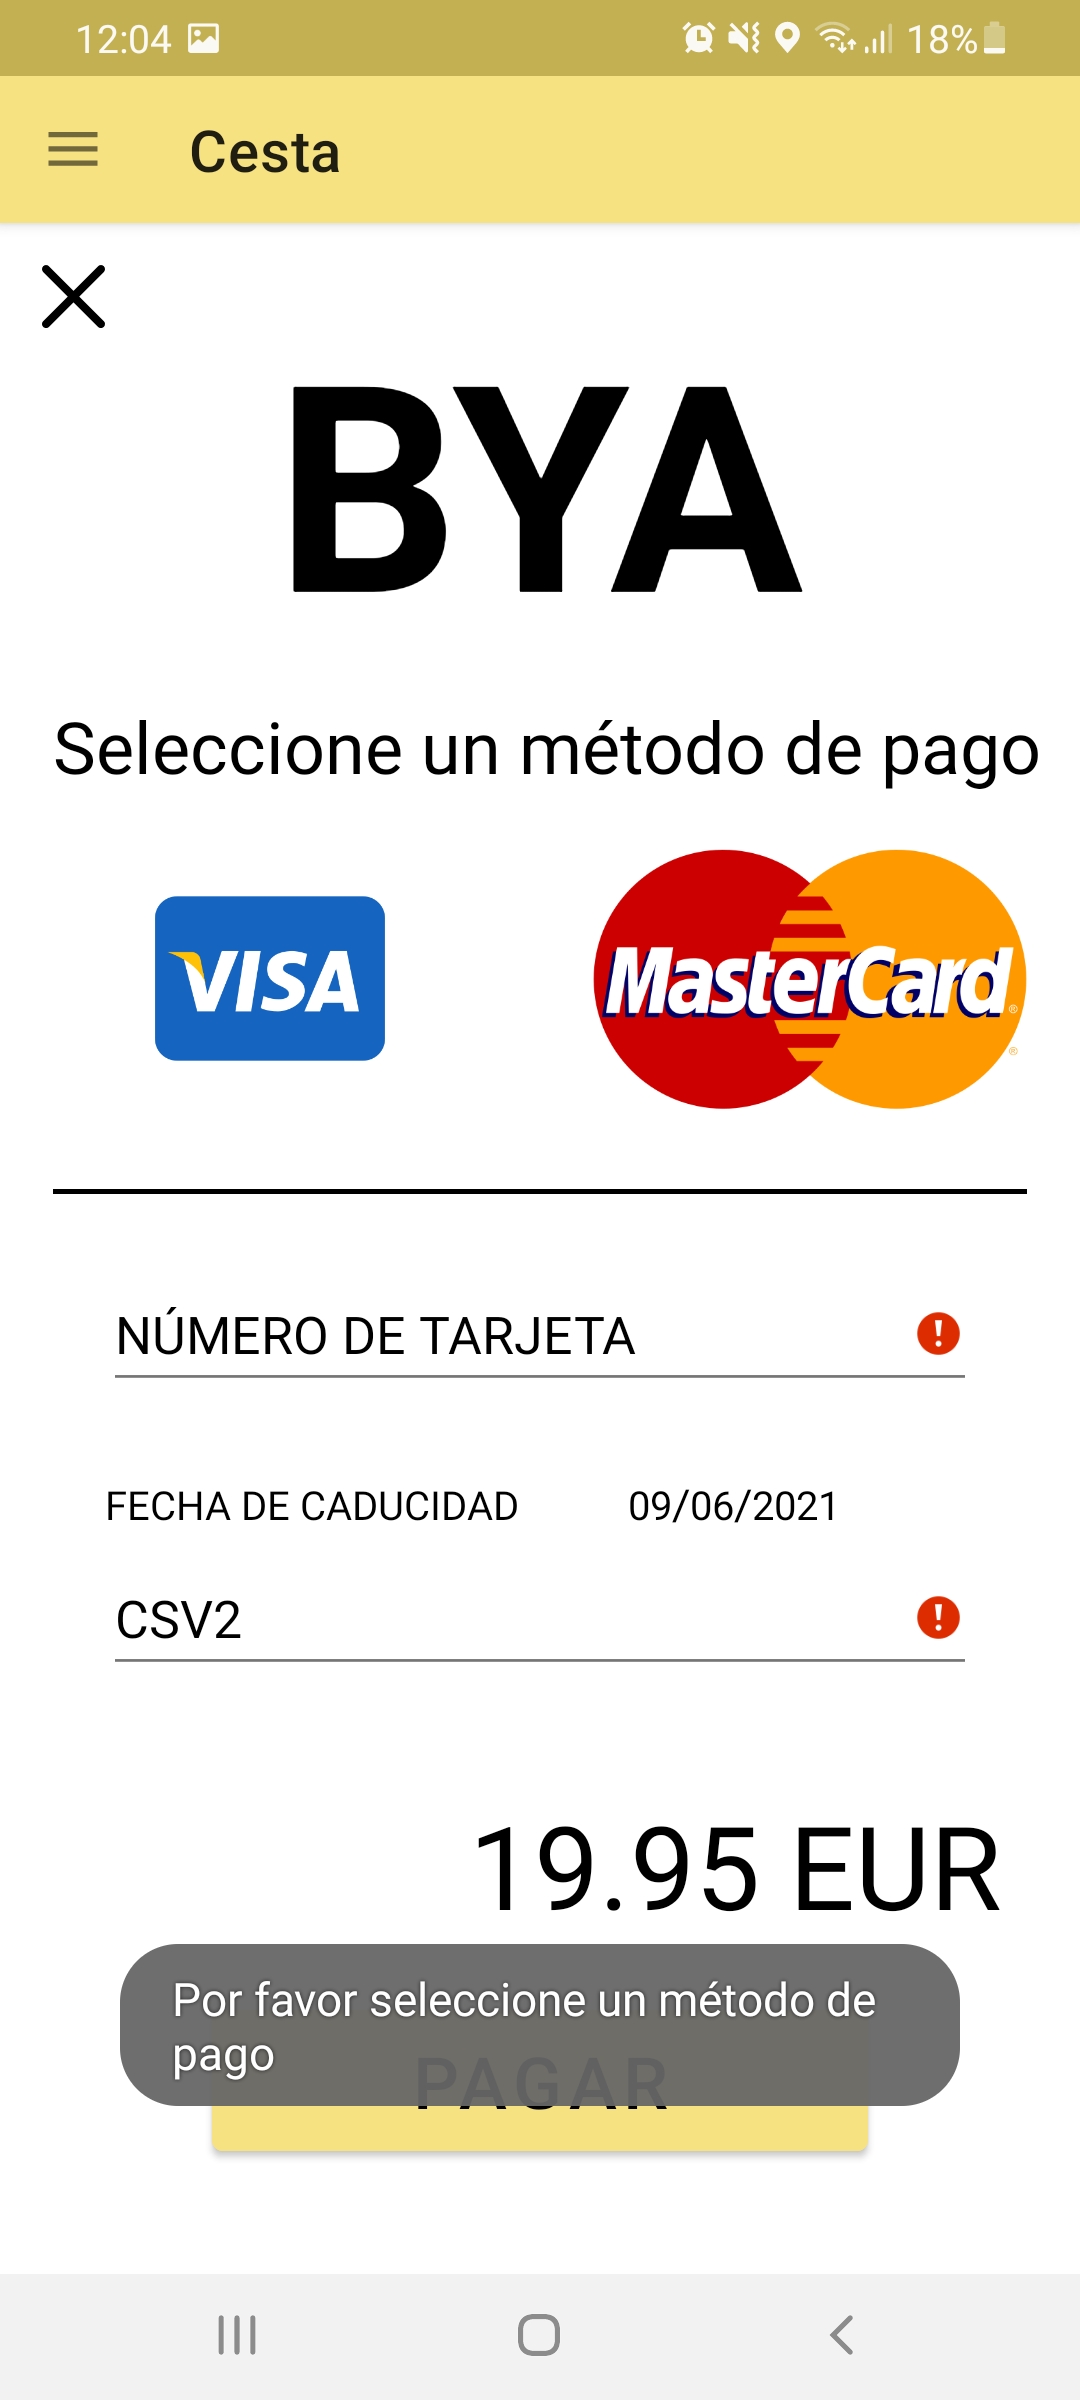 12:04 18%
Cesta
BYA
Seleccione un método de pago
VISA MasterCard
NÚMERO DE TARJETA
FECHA DE CADUCIDAD 09/06/2021
CSV2
19.95 EUR
Por favor seleccione un método de
pago
PAGAR